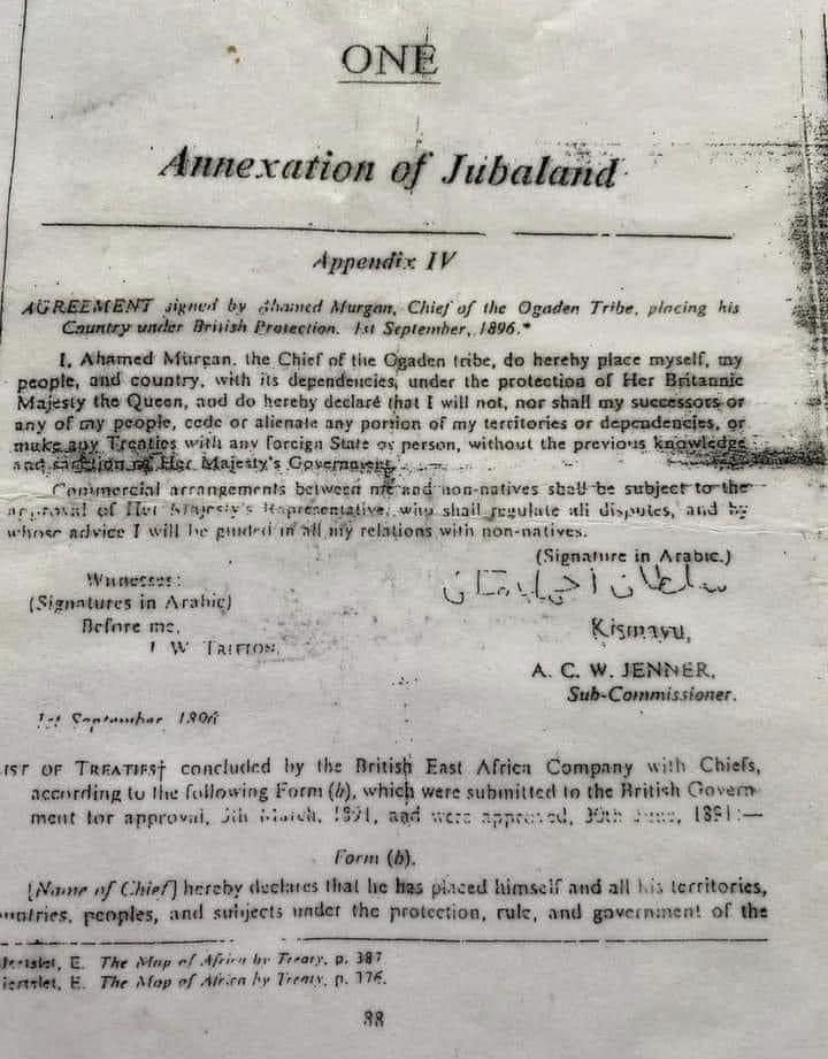 ONE
Annexation of Jubaland
Appendix IV
AGREEMENT signed by Ahamed Murgan, Chief of the Ogaden Tribe, placing his
Country under British Protection. 1st September, 1896.*
I, Ahamed Murgan, the Chief of the Ogaden tribe, do hereby place myself, my
people, and country, with its dependencies, under the protection of Her Britannic
Majesty the Queen, and do hereby declare that I will not, nor shall my successors or
any of my people, cede or alienate any portion of my territories or dependencies, or
make any Treaties with any foreign State or person, without the previous knowledge
and sanction of Her Majesty's Government.
Commercial arrangements between me and non-natives shall be subject to the
approval of Her Majesty's Representative, who shall regulate all disputes, and by
whose advice I will be guided in all my relations with non-natives.
(Signature in Arabic.)
سلطان احمد
Witnesses:
(Signatures in Arabic)
Before me,
Kismayu,
W
A. C. W. JENNER,
Sub-Commissioner.
1st September 1896
IST OF TREATIES† concluded by the British East Africa Company with Chiefs,
according to the following Form (b), which were submitted to the British Govern-
ment for approval, March, 1891, and were approved, 30th June, 1891:—
Form (b).
[Name of Chief] hereby declares that he has placed himself and all his territories,
untries, peoples, and subjects under the protection, rule, and government of the
Hertslet, E. The Map of Africa by Treaty, p. 387
Hertslet, E. The Map of Africa by Treaty, p. 376.
88